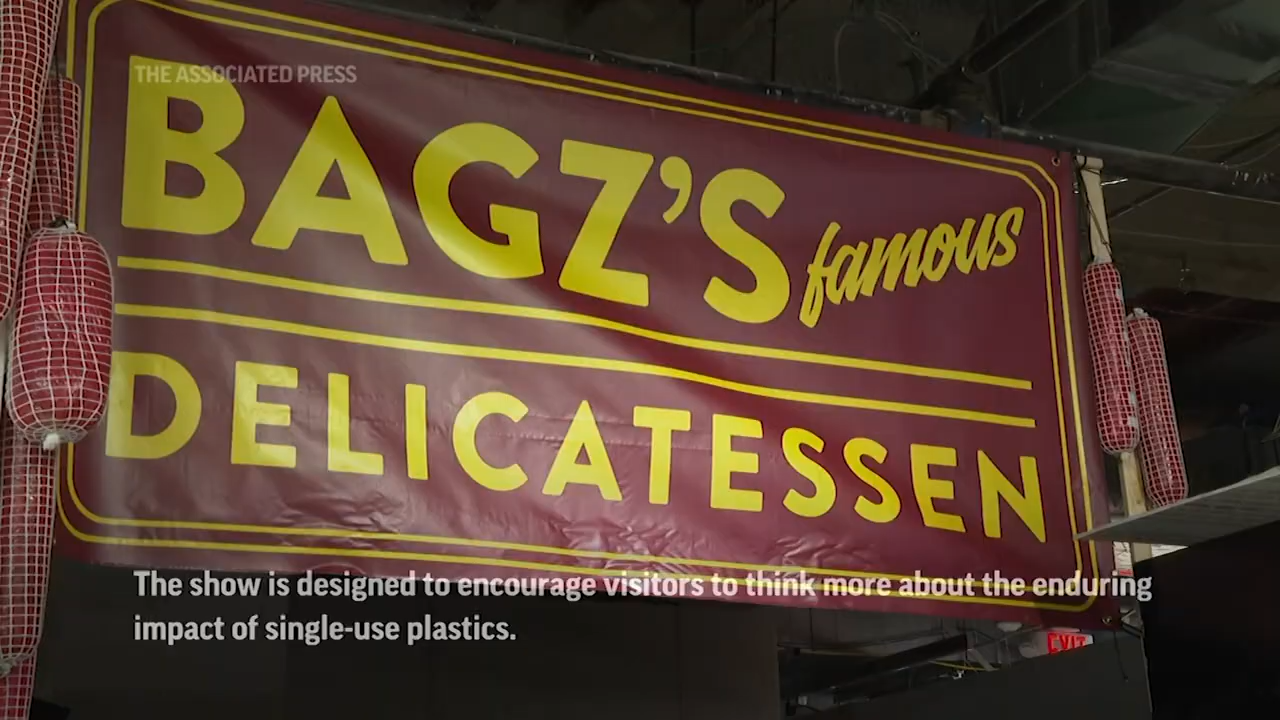 THE ASSOCIATED PRESS
BAGZ'S famous
DELICATESSEN
The show is designed to encourage visitors to think more about the enduring
impact of single-use plastics.
EXIT